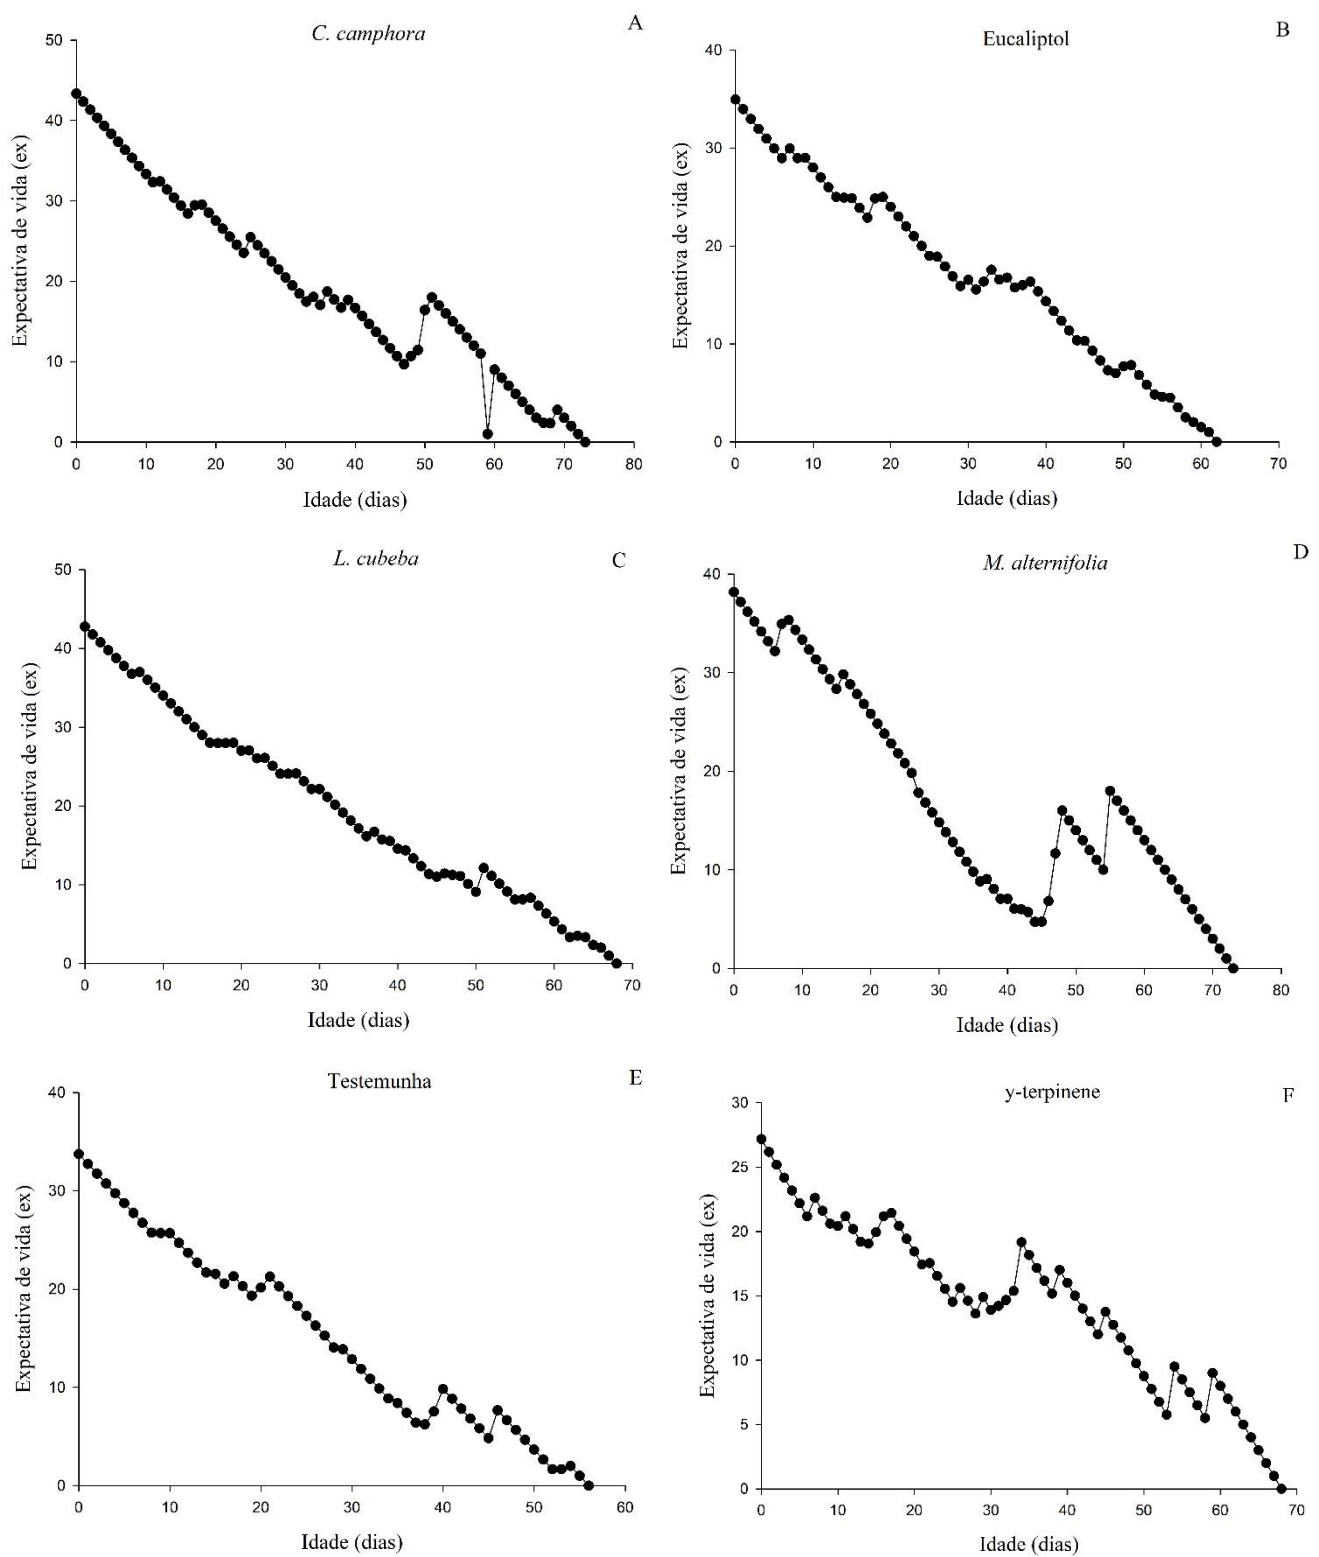 A
C. camphora
50
40
30
20
10
0
Expectativa de vida (ex)
0 10 20 30 40 50 60 70 80
Idade (dias)
B
Eucaliptol
40
30
20
10
0
Expectativa de vida (ex)
0 10 20 30 40 50 60 70
Idade (dias)
L. cubeba
C
50
40
30
20
10
0
Expectativa de vida (ex)
0 10 20 30 40 50 60 70
Idade (dias)
D
M. alternifolia
40
30
20
10
0
Expectativa de vida (ex)
0 10 20 30 40 50 60 70 80
Idade (dias)
Testemunha
E
40
30
20
10
0
Expectativa de vida (ex)
0 10 20 30 40 50 60
Idade (dias)
y-terpinene
F
30
25
20
15
10
5
0
Expectativa de vida (ex)
0 10 20 30 40 50 60 70
Idade (dias)